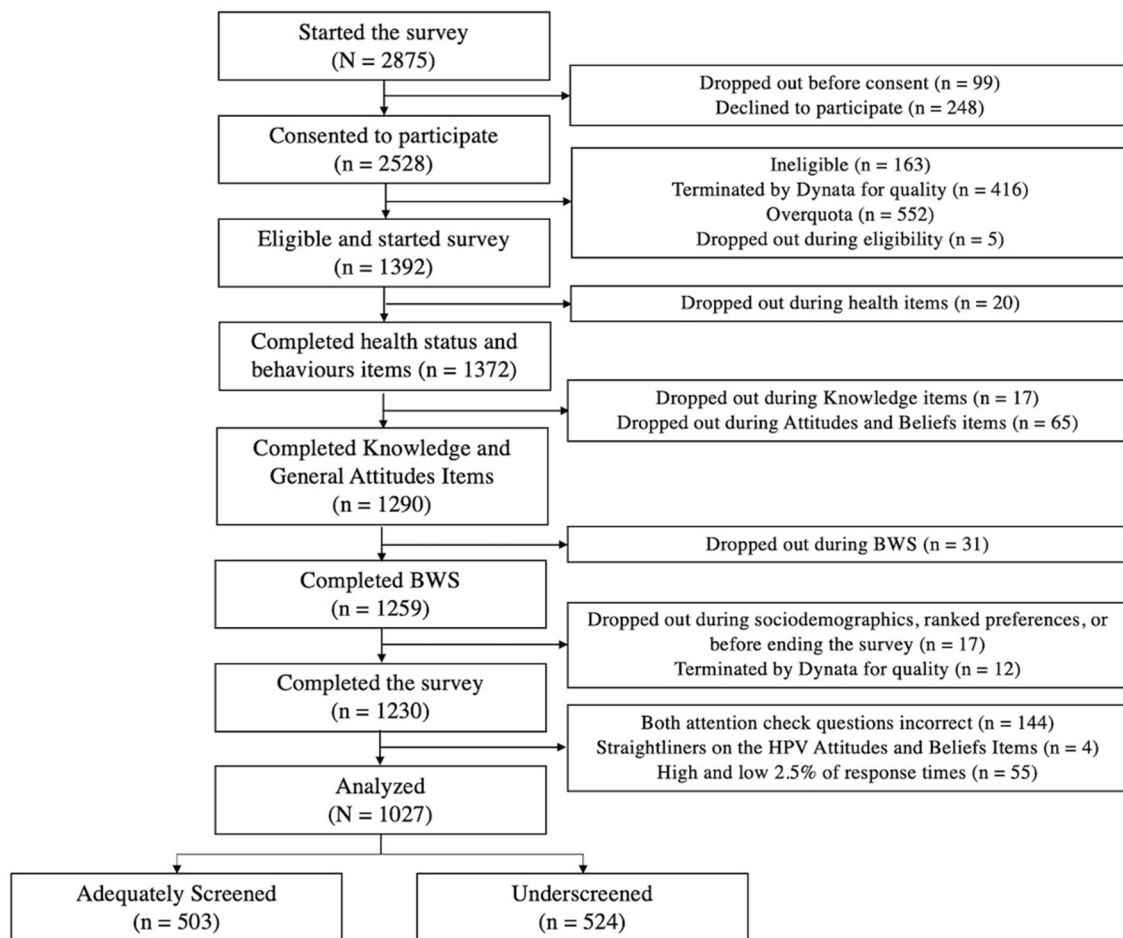 Started the survey
(N = 2875)
Dropped out before consent (n = 99)
Declined to participate (n = 248)
Consented to participate
(n = 2528)
Ineligible (n = 163)
Terminated by Dynata for quality (n = 416)
Overquota (n = 552)
Dropped out during eligibility (n = 5)
Eligible and started survey
(n = 1392)
Dropped out during health items (n = 20)
Completed health status and
behaviours items (n = 1372)
Dropped out during Knowledge items (n = 17)
Dropped out during Attitudes and Beliefs items (n = 65)
Completed Knowledge and
General Attitudes Items
(n = 1290)
Dropped out during BWS (n = 31)
Completed BWS
(n = 1259)
Dropped out during sociodemographics, ranked preferences, or
before ending the survey (n = 17)
Terminated by Dynata for quality (n = 12)
Completed the survey
(n = 1230)
Both attention check questions incorrect (n = 144)
Straightliners on the HPV Attitudes and Beliefs Items (n = 4)
High and low 2.5% of response times (n = 55)
Analyzed
(N = 1027)
Adequately Screened
(n = 503)
Underscreened
(n = 524)